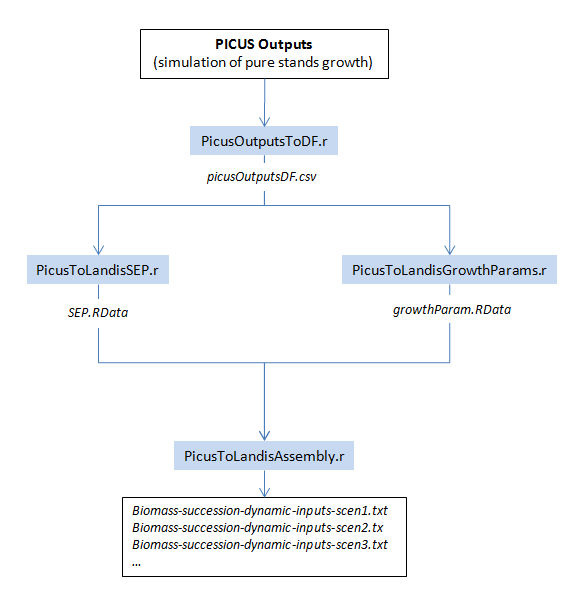 PICUS Outputs
(simulation of pure stands growth)
PicusOutputsToDF.r
picusOutputsDF.csv
PicusToLandisSEP.r
PicusToLandisGrowthParams.r
SEP.RData
growthParam.RData
PicusToLandisAssembly.r
Biomass-succession-dynamic-inputs-scen1.txt
Biomass-succession-dynamic-inputs-scen2.tx
Biomass-succession-dynamic-inputs-scen3.txt
...